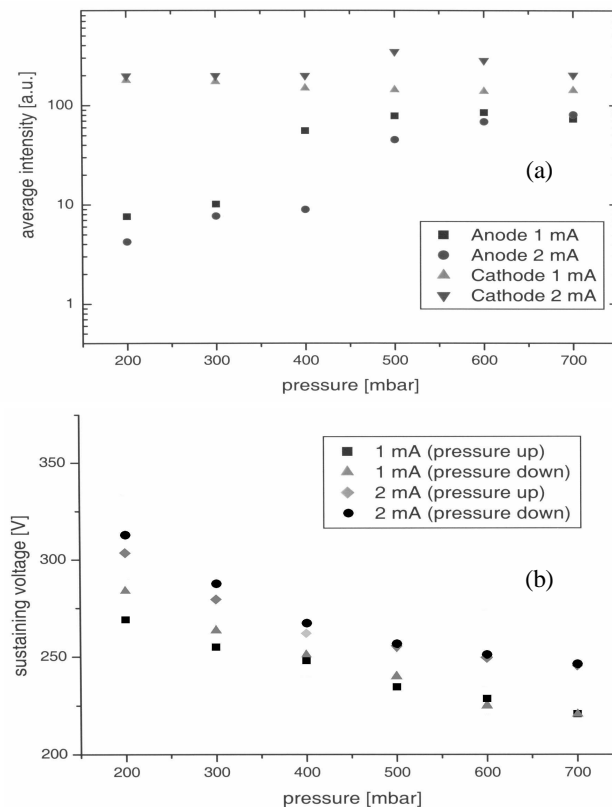 average intensity [a.u.]
100
10
1
(a)
Anode 1 mA
Anode 2 mA
Cathode 1 mA
Cathode 2 mA
200 300 400 500 600 700
pressure [mbar]
sustaining voltage [V]
350
300
250
200
1 mA (pressure up)
1 mA (pressure down)
2 mA (pressure up)
2 mA (pressure down)
(b)
200 300 400 500 600 700
pressure [mbar]